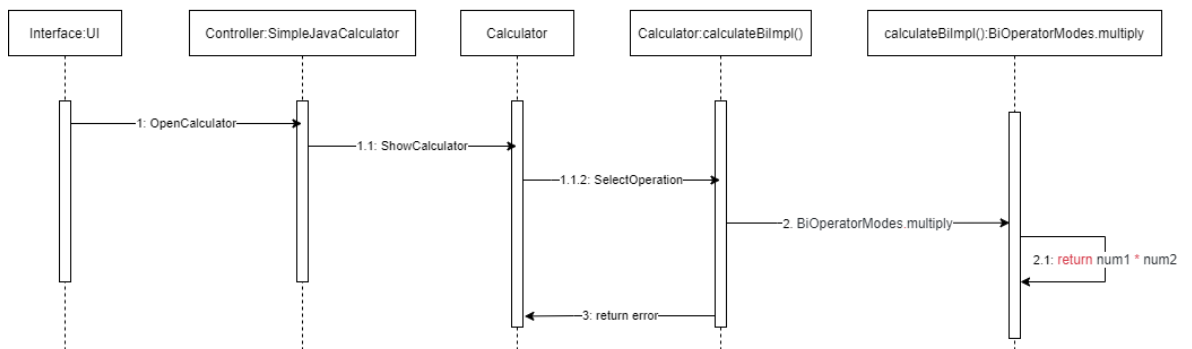 Interface:UI
Controller:SimpleJavaCalculator
Calculator
Calculator:calculateBiImpl()
calculateBiImpl():BiOperatorModes.multiply
1: OpenCalculator
1.1: ShowCalculator
1.1.2: SelectOperation
2. BiOperatorModes.multiply
2.1: return num1 * num2
3: return error